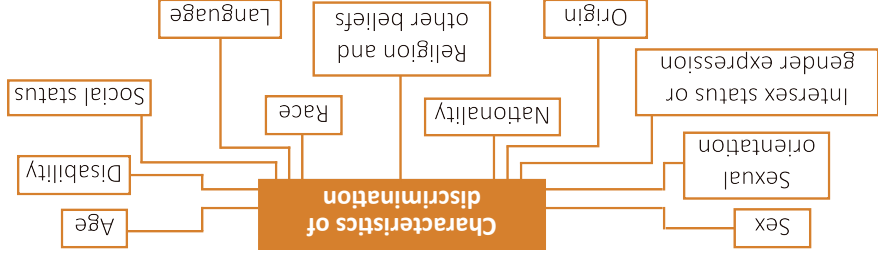 Characteristics of
discrimination
Sex
Age
Sexual
orientation
Disability
Intersex status or
gender expression
Nationality
Race
Social status
Origin
Religion and
other beliefs
Language